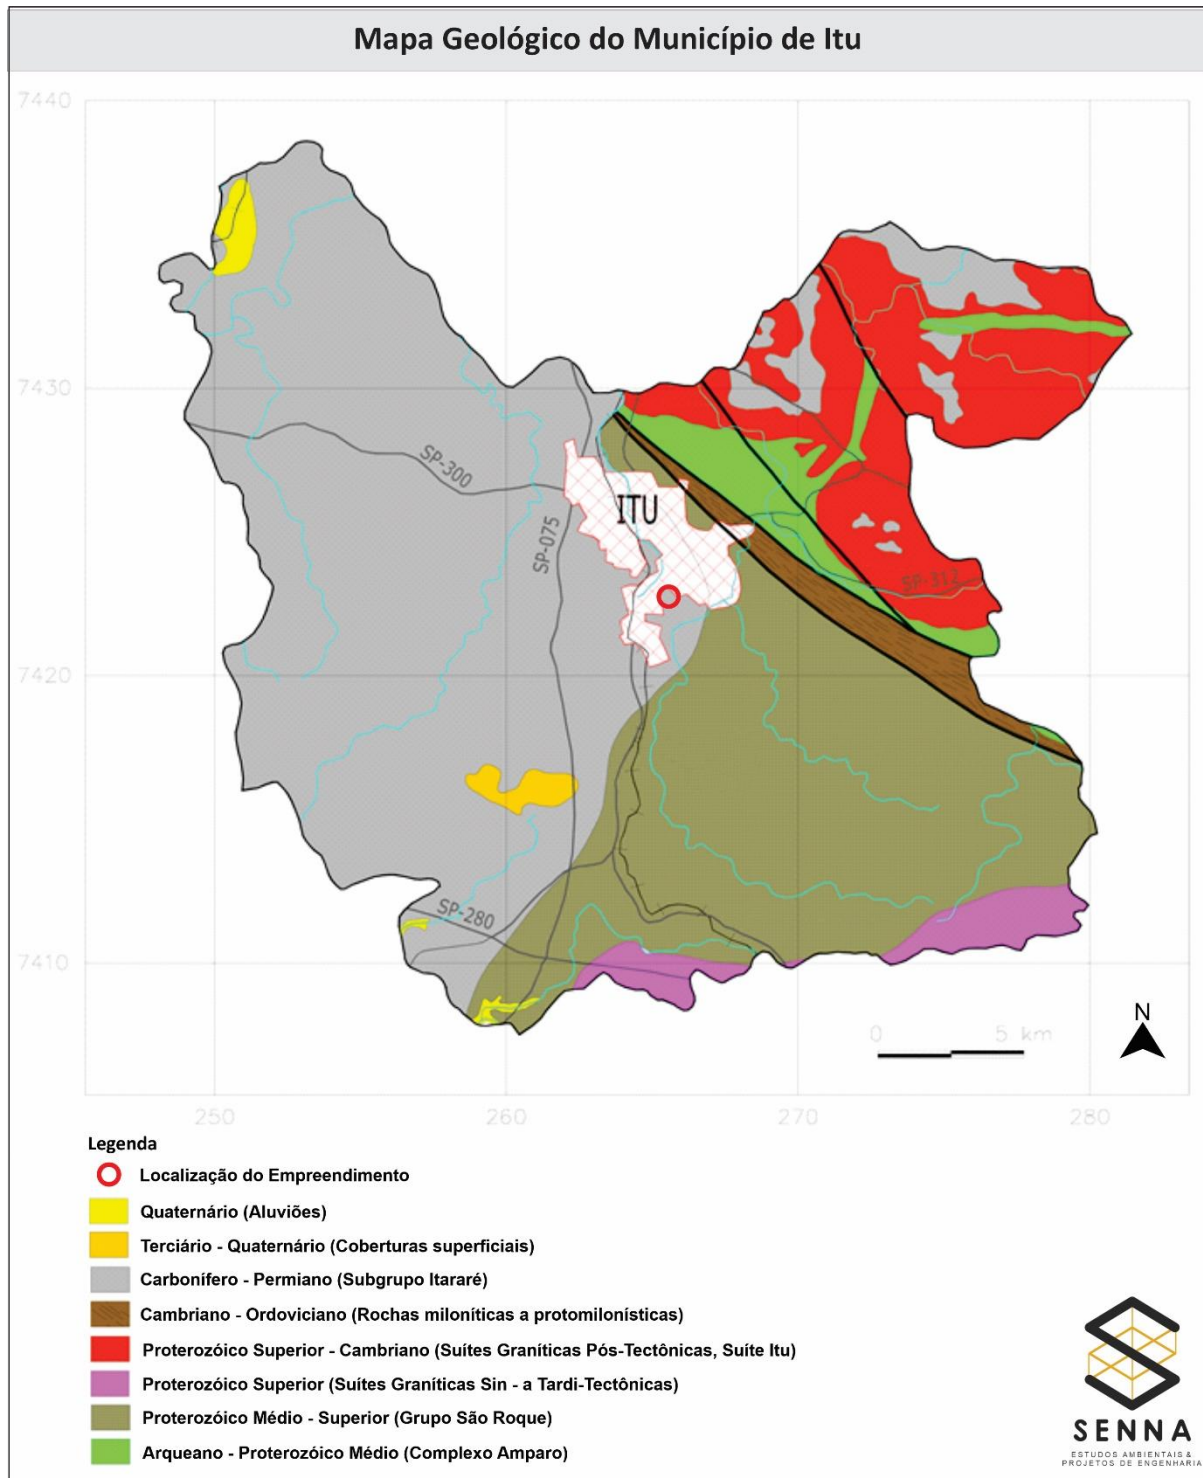 Mapa Geológico do Município de Itu
7440
7430
SP-300
ITU
SP-075
SP-312
7420
SP-280
7410
N
0 5 km
250 260 270 280
Legenda
Localização do Empreendimento
Quaternário (Aluviões)
Terciário - Quaternário (Coberturas superficiais)
Carbonífero - Permiano (Subgrupo Itararé)
Cambriano - Ordoviciano (Rochas miloníticas a protomilonísticas)
Proterozóico Superior - Cambriano (Suítes Graníticas Pós-Tectônicas, Suíte Itu)
Proterozóico Superior (Suítes Graníticas Sin - a Tardi-Tectônicas)
Proterozóico Médio - Superior (Grupo São Roque)
Arqueano - Proterozóico Médio (Complexo Amparo)
SENNA
ESTUDOS AMBIENTAIS &
PROJETOS DE ENGENHARIA